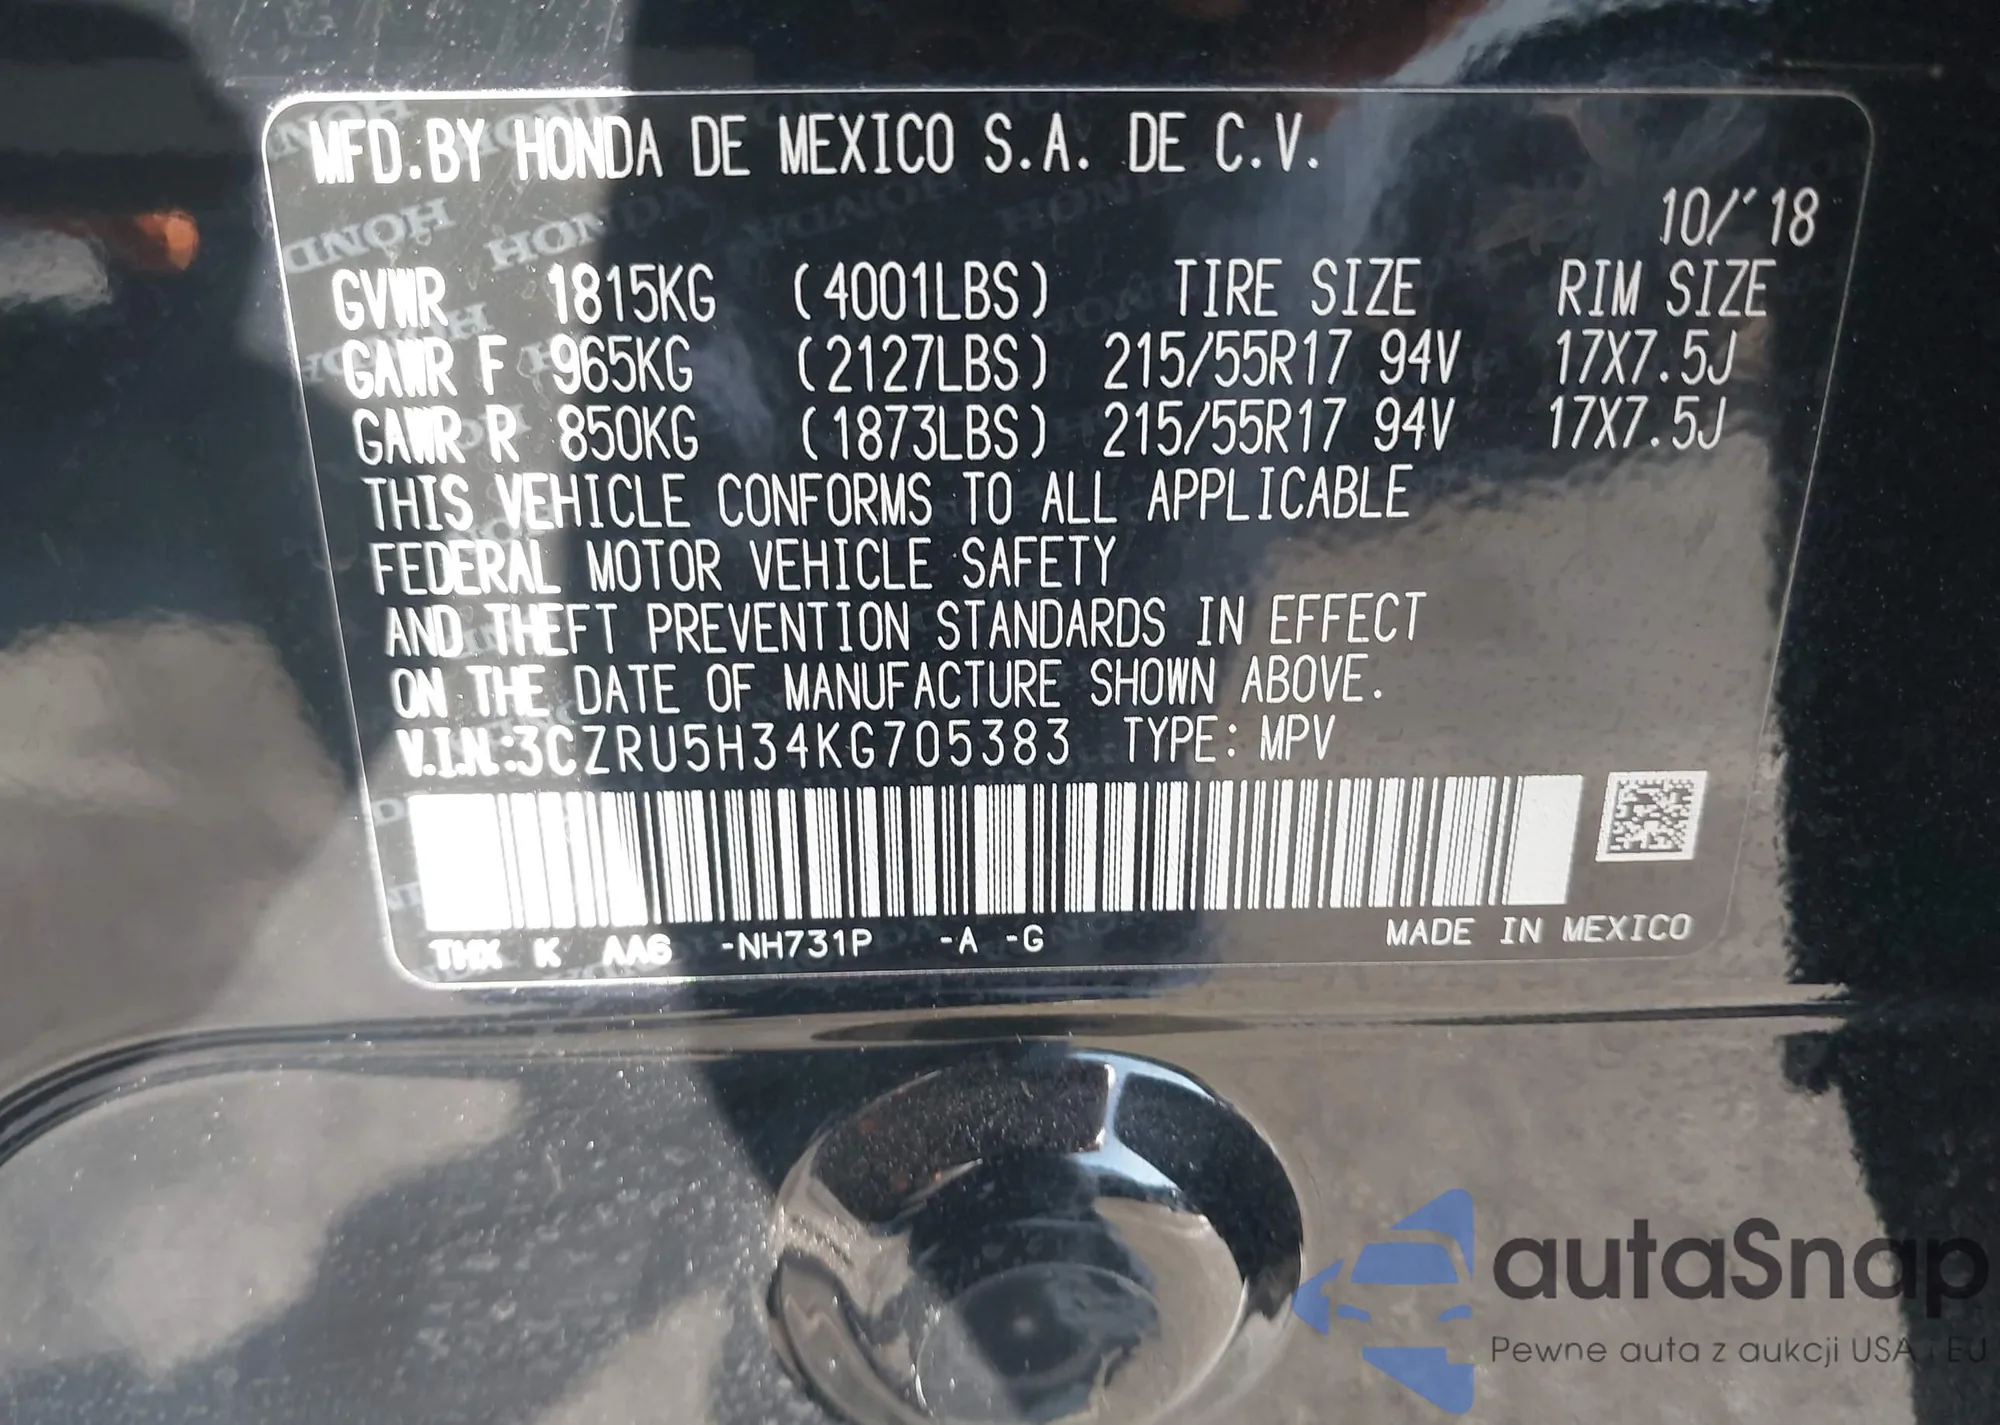 MFD.BY HONDA DE MEXICO S.A. DE C.V.
10/'18
GVWR 1815KG (4001LBS) TIRE SIZE RIM SIZE
GAWR F 965KG (2127LBS) 215/55R17 94V 17X7.5J
GAWR R 850KG (1873LBS) 215/55R17 94V 17X7.5J
THIS VEHICLE CONFORMS TO ALL APPLICABLE
FEDERAL MOTOR VEHICLE SAFETY
AND THEFT PREVENTION STANDARDS IN EFFECT
ON THE DATE OF MANUFACTURE SHOWN ABOVE.
V.I.N.:3CZRU5H34KG705383 TYPE: MPV
THX K AA6 -NH731P -A -G MADE IN MEXICO
autaSnap
Pewne auta z aukcji USA i EU